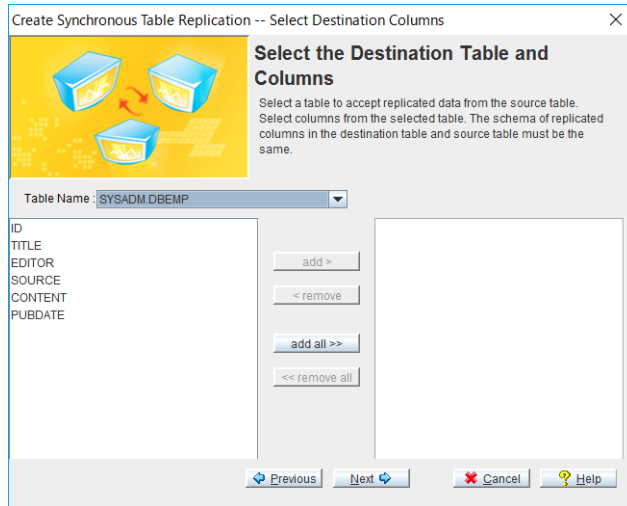 Create Synchronous Table Replication -- Select Destination Columns
Select the Destination Table and
Columns
Select a table to accept replicated data from the source table.
Select columns from the selected table. The schema of replicated
columns in the destination table and source table must be the
same.
Table Name : SYSADM.DBEMP
ID
TITLE
EDITOR
SOURCE
CONTENT
PUBDATE
add >
< remove
add all >>
<< remove all
Previous Next Cancel Help